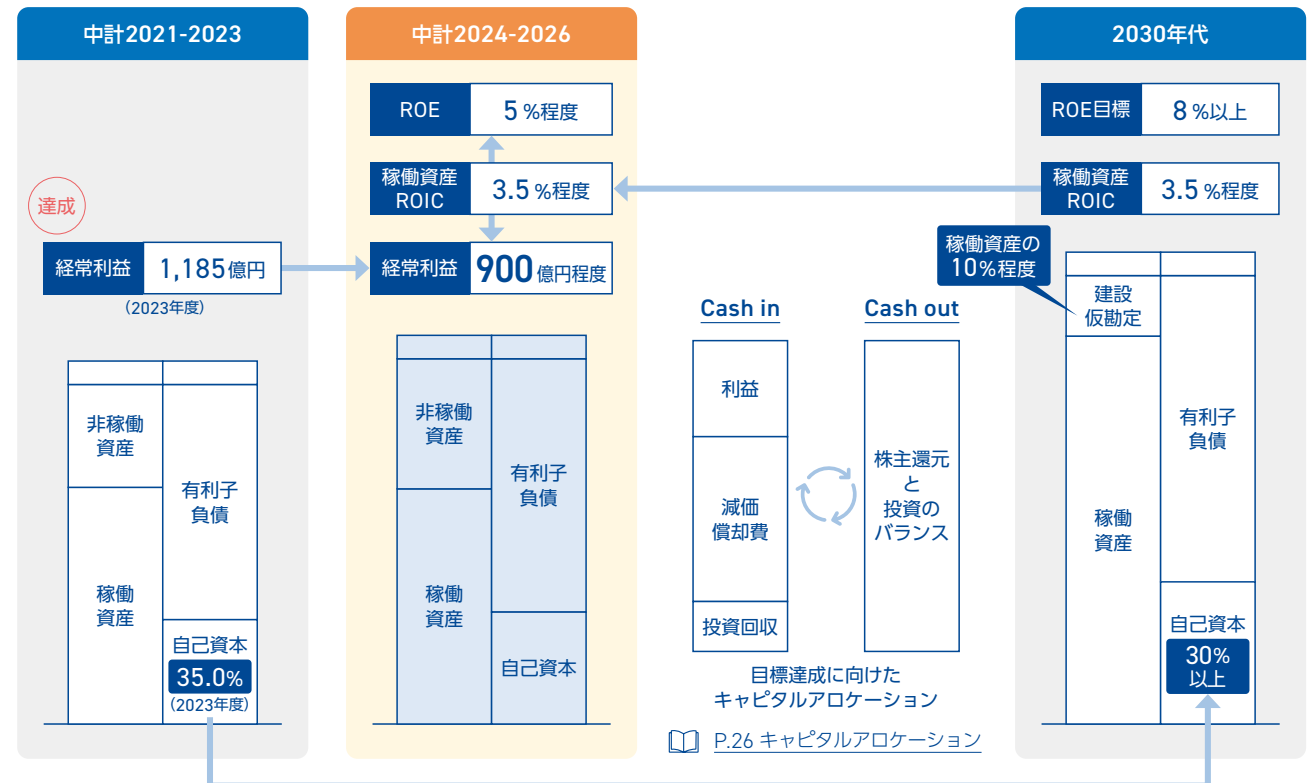 中計2021-2023
達成
経常利益 1,185億円
(2023年度)
非稼働
資産
稼働
資産
有利子
負債
自己資本
35.0%
(2023年度)
中計2024-2026
ROE 5%程度
稼働資産
ROIC
3.5%程度
経常利益 900億円程度
非稼働
資産
稼働
資産
有利子
負債
自己資本
Cash in
利益
減価
償却費
投資回収
Cash out
株主還元
と
投資の
バランス
目標達成に向けた
キャピタルアロケーション
P.26 キャピタルアロケーション
2030年代
ROE目標 8%以上
稼働資産
ROIC
3.5%程度
稼働資産の
10%程度
建設
仮勘定
稼働
資産
有利子
負債
自己資本
30%
以上